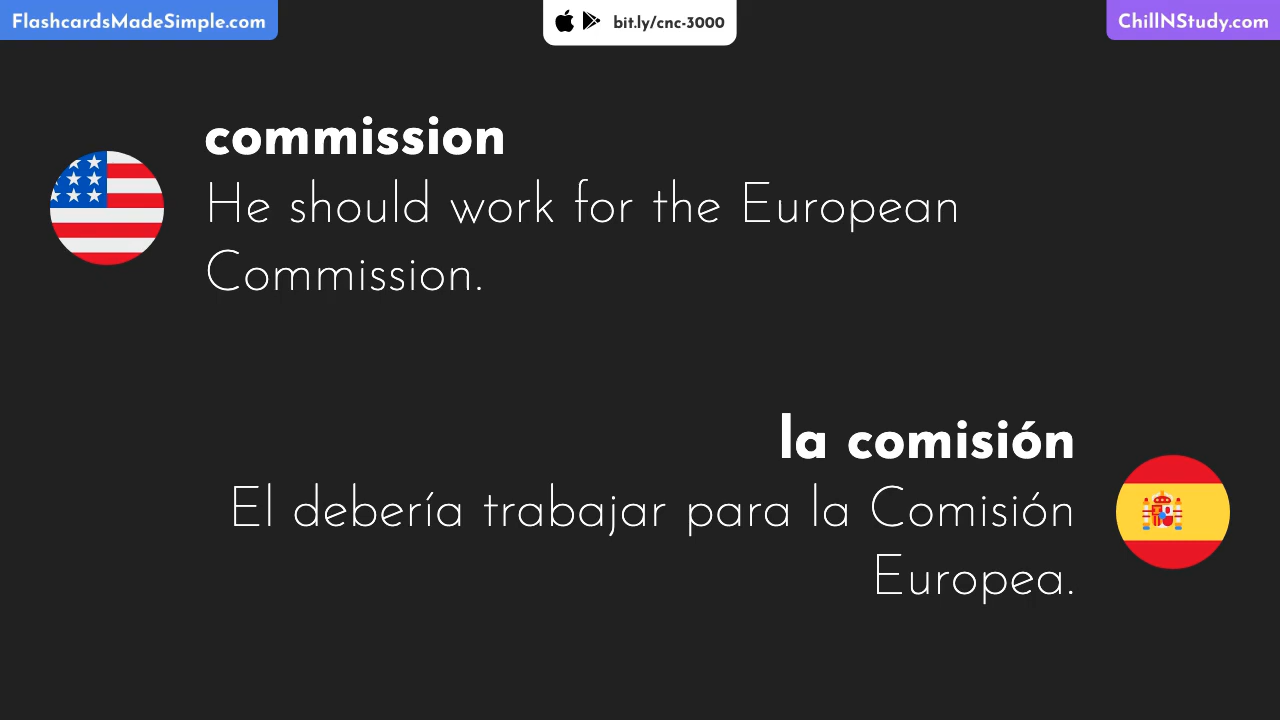 FlashcardsMadeSimple.com
bit.ly/cnc-3000
ChillNStudy.com
commission
He should work for the European
Commission.
la comisión
El debería trabajar para la Comisión
Europea.